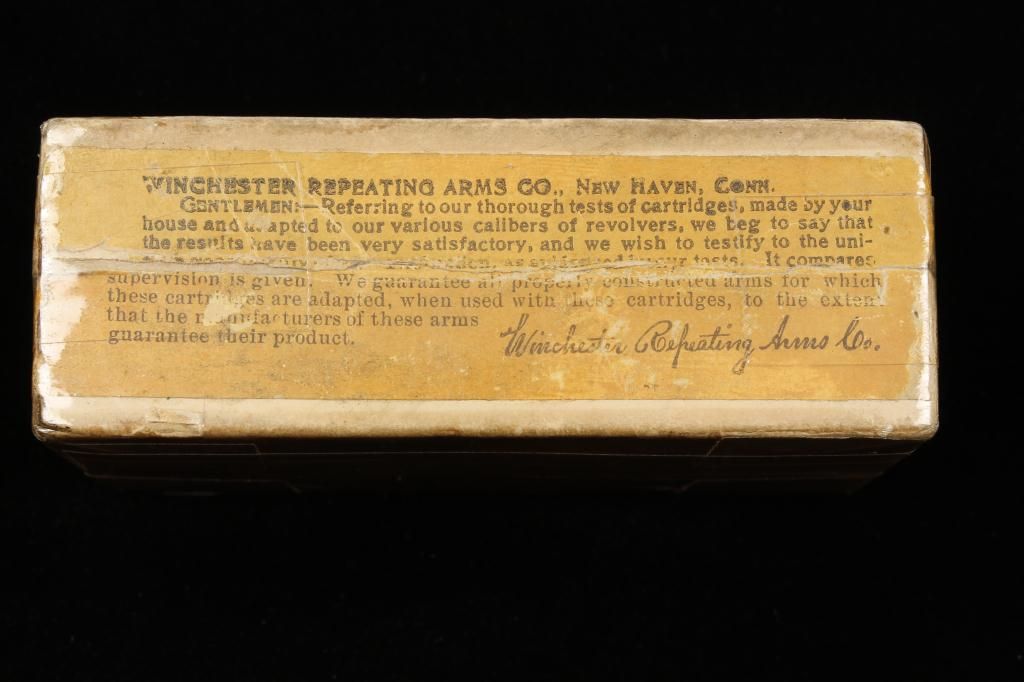 WINCHESTER REPEATING ARMS CO., NEW HAVEN, CONN.
GENTLEMEN:—Referring to our thorough tests of cartridges, made by your
house and adapted to our various calibers of revolvers, we beg to say that
the results have been very satisfactory, and we wish to testify to the uni-
in our tests. It compares
supervision is given. We guarantee all properly constructed arms for which
these cartridges are adapted, when used with these cartridges, to the extent
that the manufacturers of these arms
guarantee their product.
Winchester Repeating Arms Co.